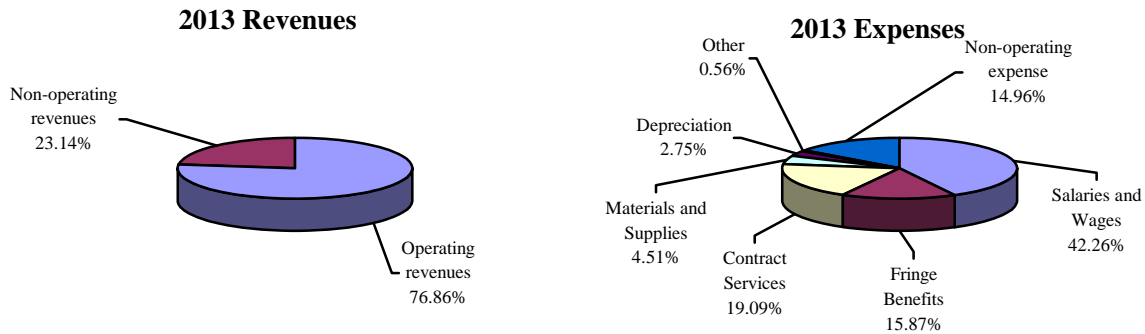 2013 Revenues
Non-operating
revenues
23.14%
Operating
revenues
76.86%
2013 Expenses
Other
0.56%
Non-operating
expense
14.96%
Depreciation
2.75%
Materials and
Supplies
4.51%
Contract
Services
19.09%
Fringe
Benefits
15.87%
Salaries and
Wages
42.26%